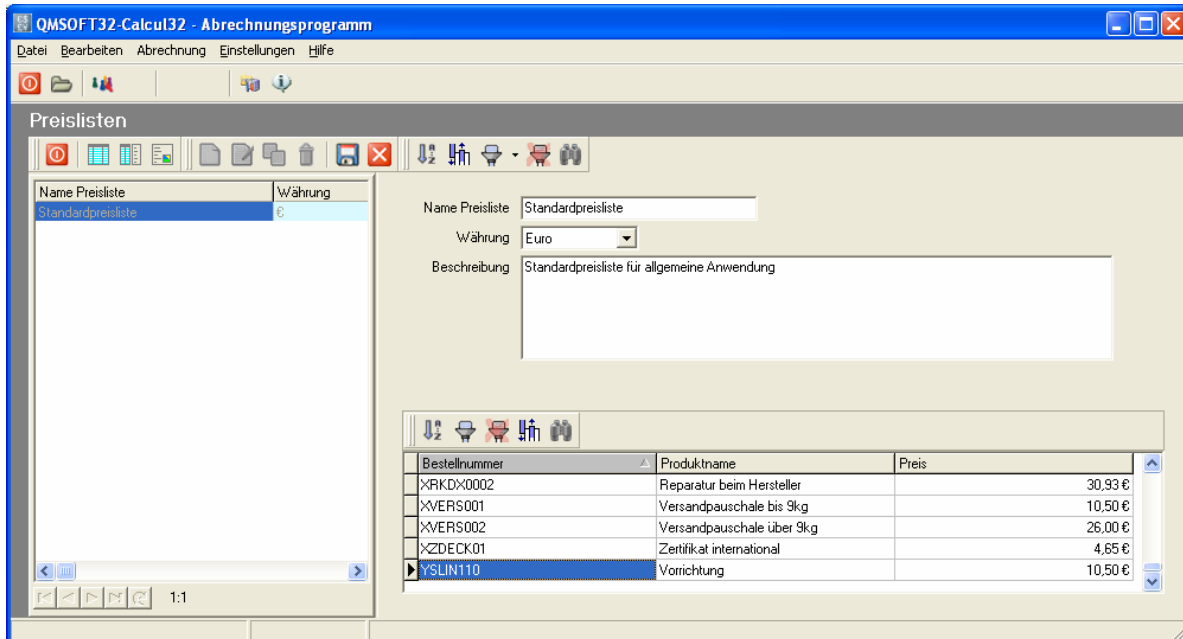 QMSOFT32-Calcul32 - Abrechnungsprogramm
Datei Bearbeiten Abrechnung Einstellungen Hilfe
Preislisten
Name Preisliste Währung
Standardpreisliste €
Name Preisliste Standardpreisliste
Währung Euro
Beschreibung Standardpreisliste für allgemeine Anwendung
Bestellnummer Produktname Preis
XRKDX0002 Reparatur beim Hersteller 30,93 €
XVERS001 Versandpauschale bis 9kg 10,50 €
XVERS002 Versandpauschale über 9kg 26,00 €
XZDECK01 Zertifikat international 4,65 €
YSLIN110 Vorrichtung 10,50 €
1:1